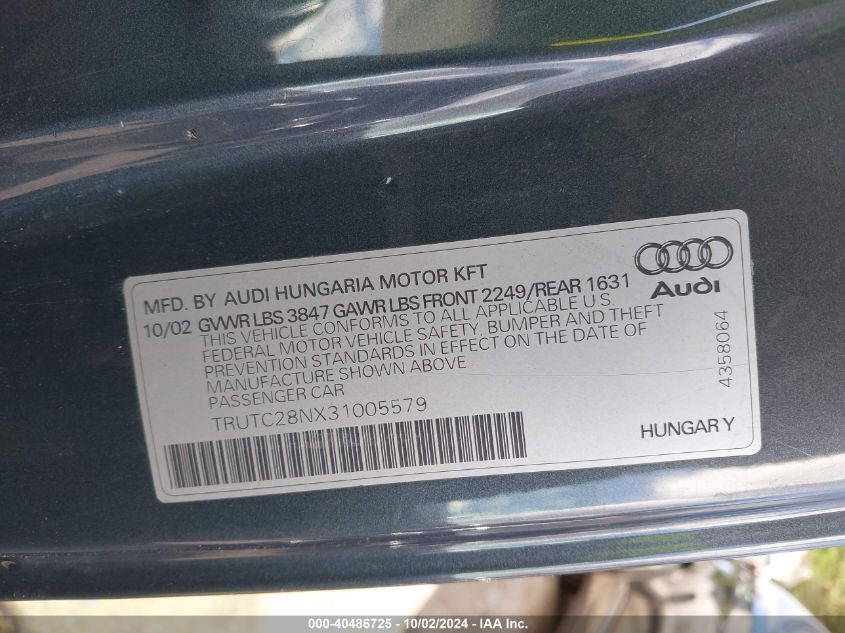 MFD. BY AUDI HUNGARIA MOTOR KFT
10/02 GVWR LBS 3847 GAWR LBS FRONT 2249/REAR 1631
THIS VEHICLE CONFORMS TO ALL APPLICABLE U.S.
FEDERAL MOTOR VEHICLE SAFETY, BUMPER AND THEFT
PREVENTION STANDARDS IN EFFECT ON THE DATE OF
MANUFACTURE SHOWN ABOVE
PASSENGER CAR
TRUTC28NX31005579
Audi
4358064
HUNGARY
000-40486725 - 10/02/2024 - IAA Inc.